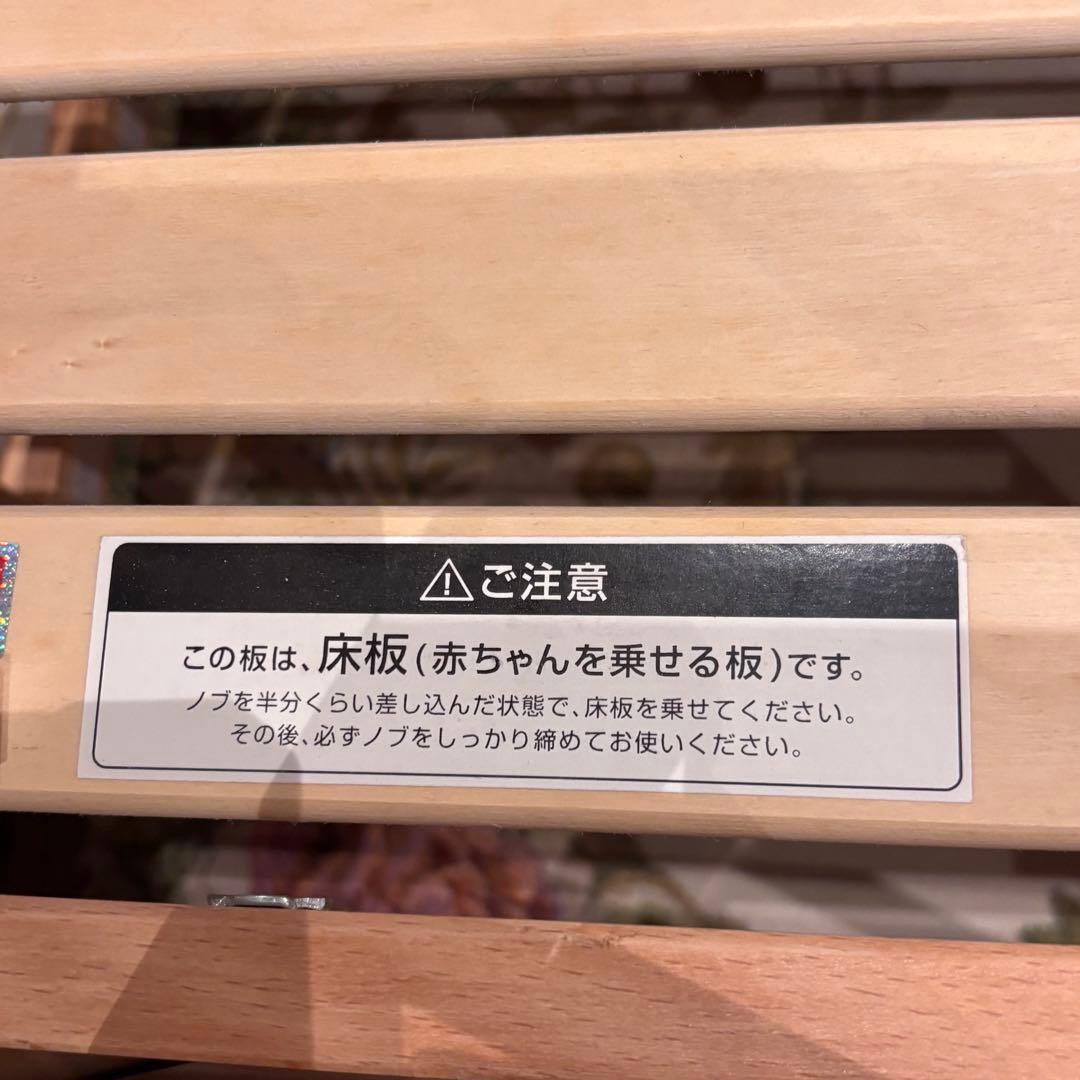 ⚠ご注意
この板は、床板(赤ちゃんを乗せる板)です。
ノブを半分くらい差し込んだ状態で、床板を乗せてください。
その後、必ずノブをしっかり締めてお使いください。